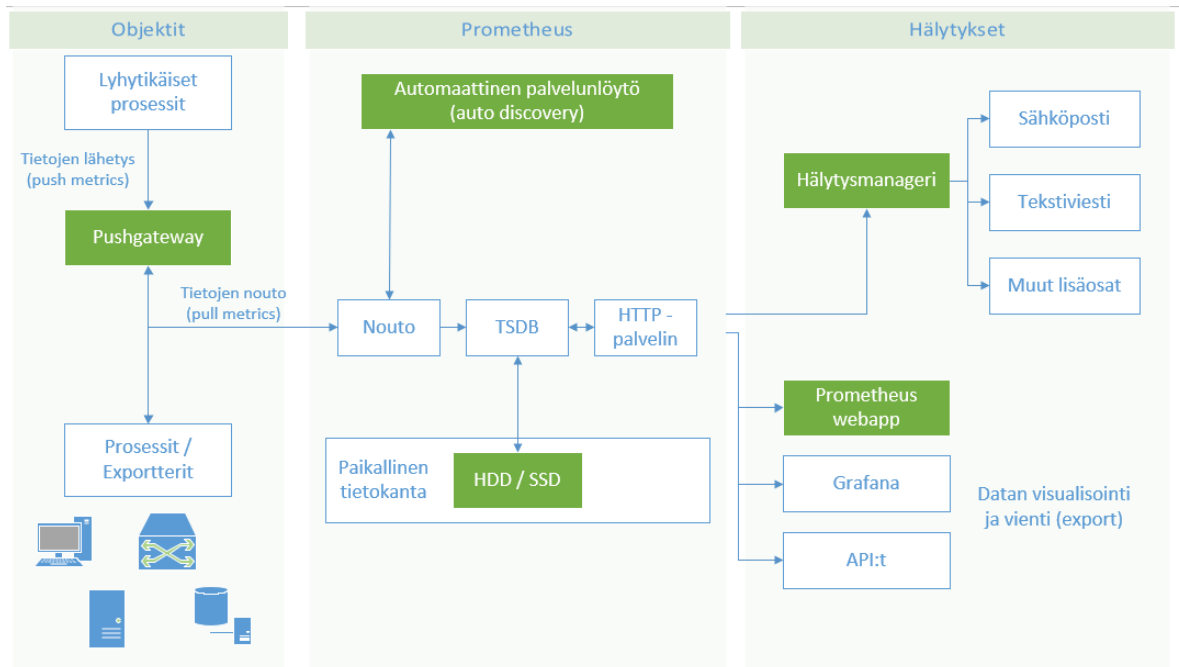 Objektit
Lyhytikäiset
prosessit
Tietojen lähetys
(push metrics)
Pushgateway
Tietojen nouto
(pull metrics)
Prosessit /
Exportterit
Prometheus
Automaattinen palvelunlöytö
(auto discovery)
Nouto
TSDB
HTTP -
palvelin
Paikallinen
tietokanta
HDD / SSD
Hälytykset
Hälytysmanageri
Sähköposti
Tekstiviesti
Muut lisäosat
Prometheus
webapp
Grafana
API:t
Datan visualisointi
ja vienti (export)